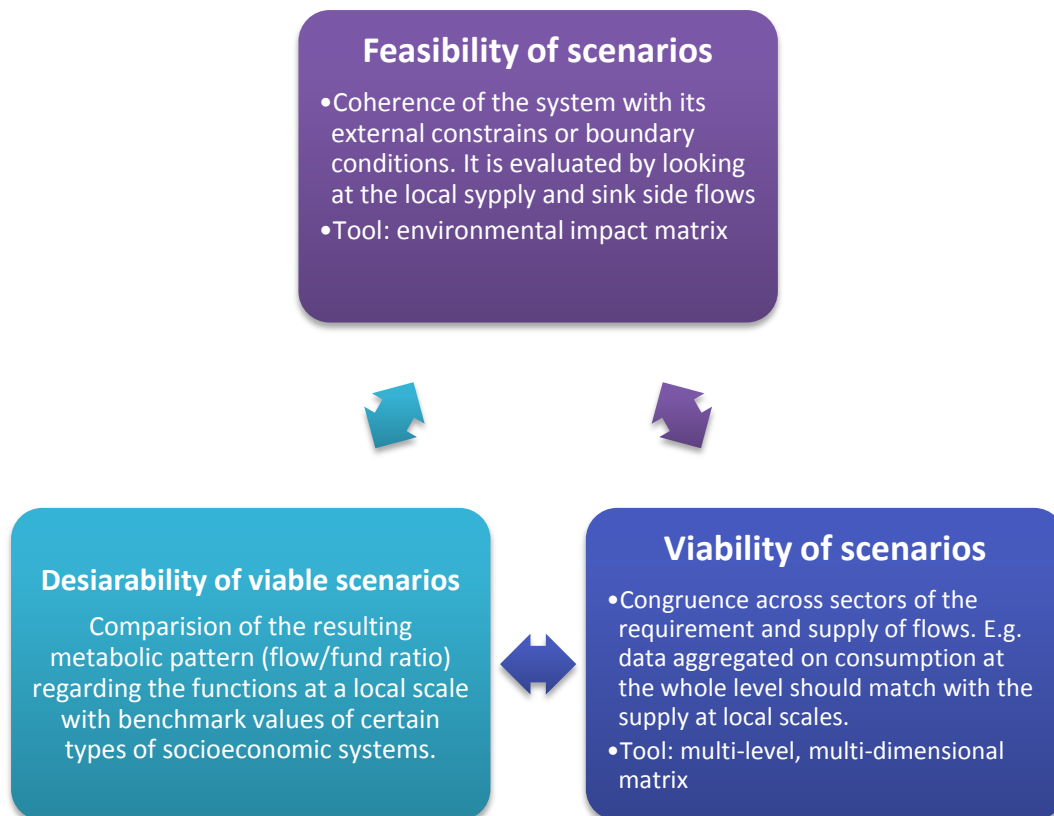 Feasibility of scenarios
•Coherence of the system with its
external constrains or boundary
conditions. It is evaluated by looking
at the local sypply and sink side flows
•Tool: environmental impact matrix
Desiarability of viable scenarios
Comparision of the resulting
metabolic pattern (flow/fund ratio)
regarding the functions at a local scale
with benchmark values of certain
types of socioeconomic systems.
Viability of scenarios
•Congruence across sectors of the
requirement and supply of flows. E.g.
data aggregated on consumption at
the whole level should match with the
supply at local scales.
•Tool: multi-level, multi-dimensional
matrix